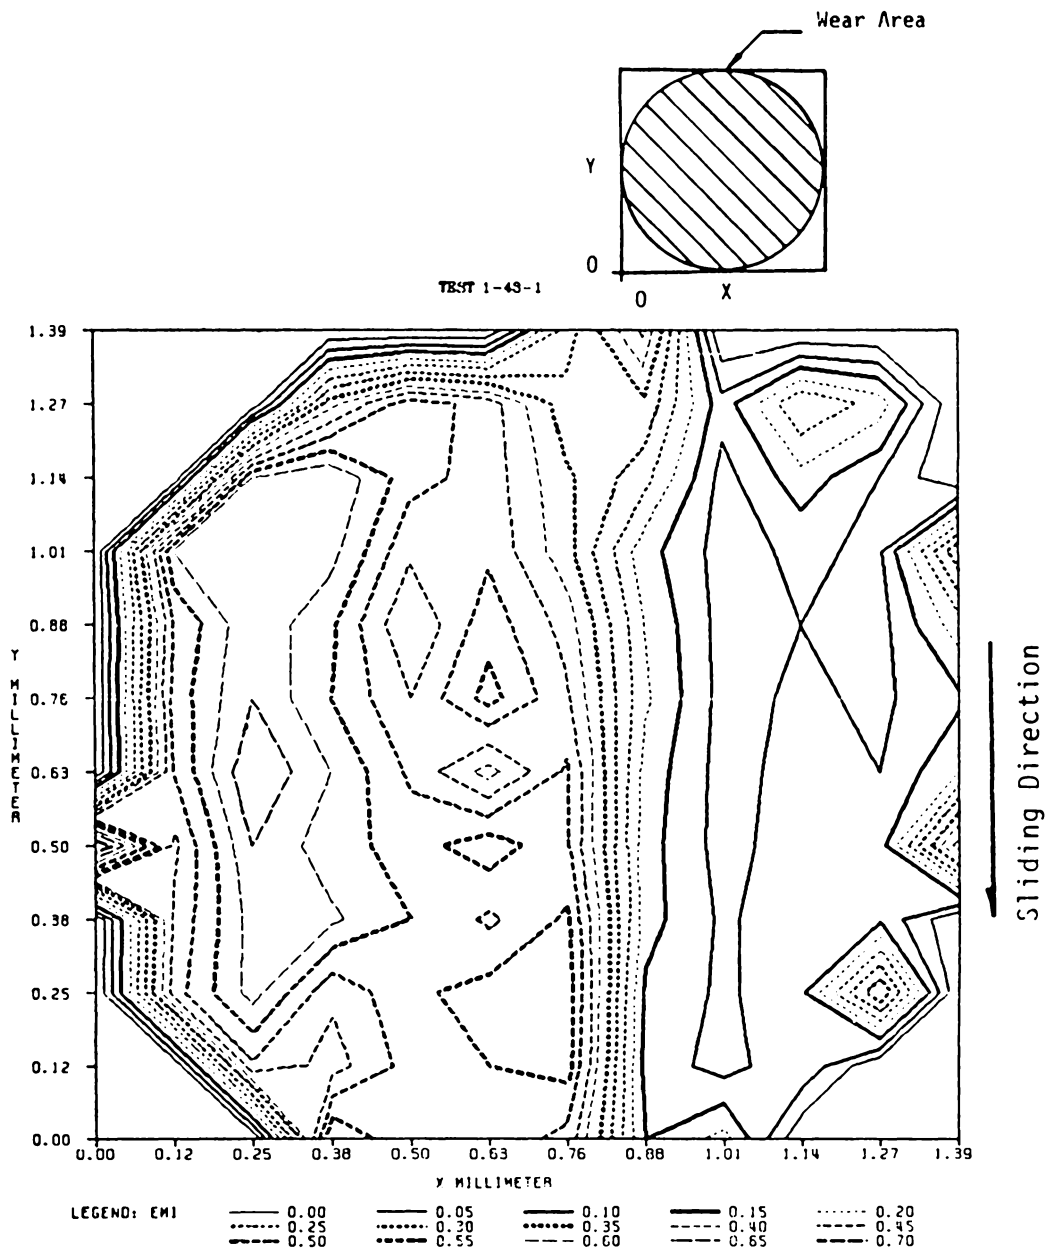 Wear Area
Y
0
0
X
TEST 1-43-1
1.39
1.27
1.14
1.01
0.88
0.76
0.63
0.50
0.38
0.25
0.12
0.00
Y MILLIMETER
Sliding Direction
0.00 0.12 0.25 0.38 0.50 0.63 0.76 0.88 1.01 1.14 1.27 1.39
X MILLIMETER
LEGEND: EMI 0.00 0.05 0.10 0.15 0.20
0.25 0.30 0.35 0.40 0.45
0.50 0.55 0.60 0.65 0.70